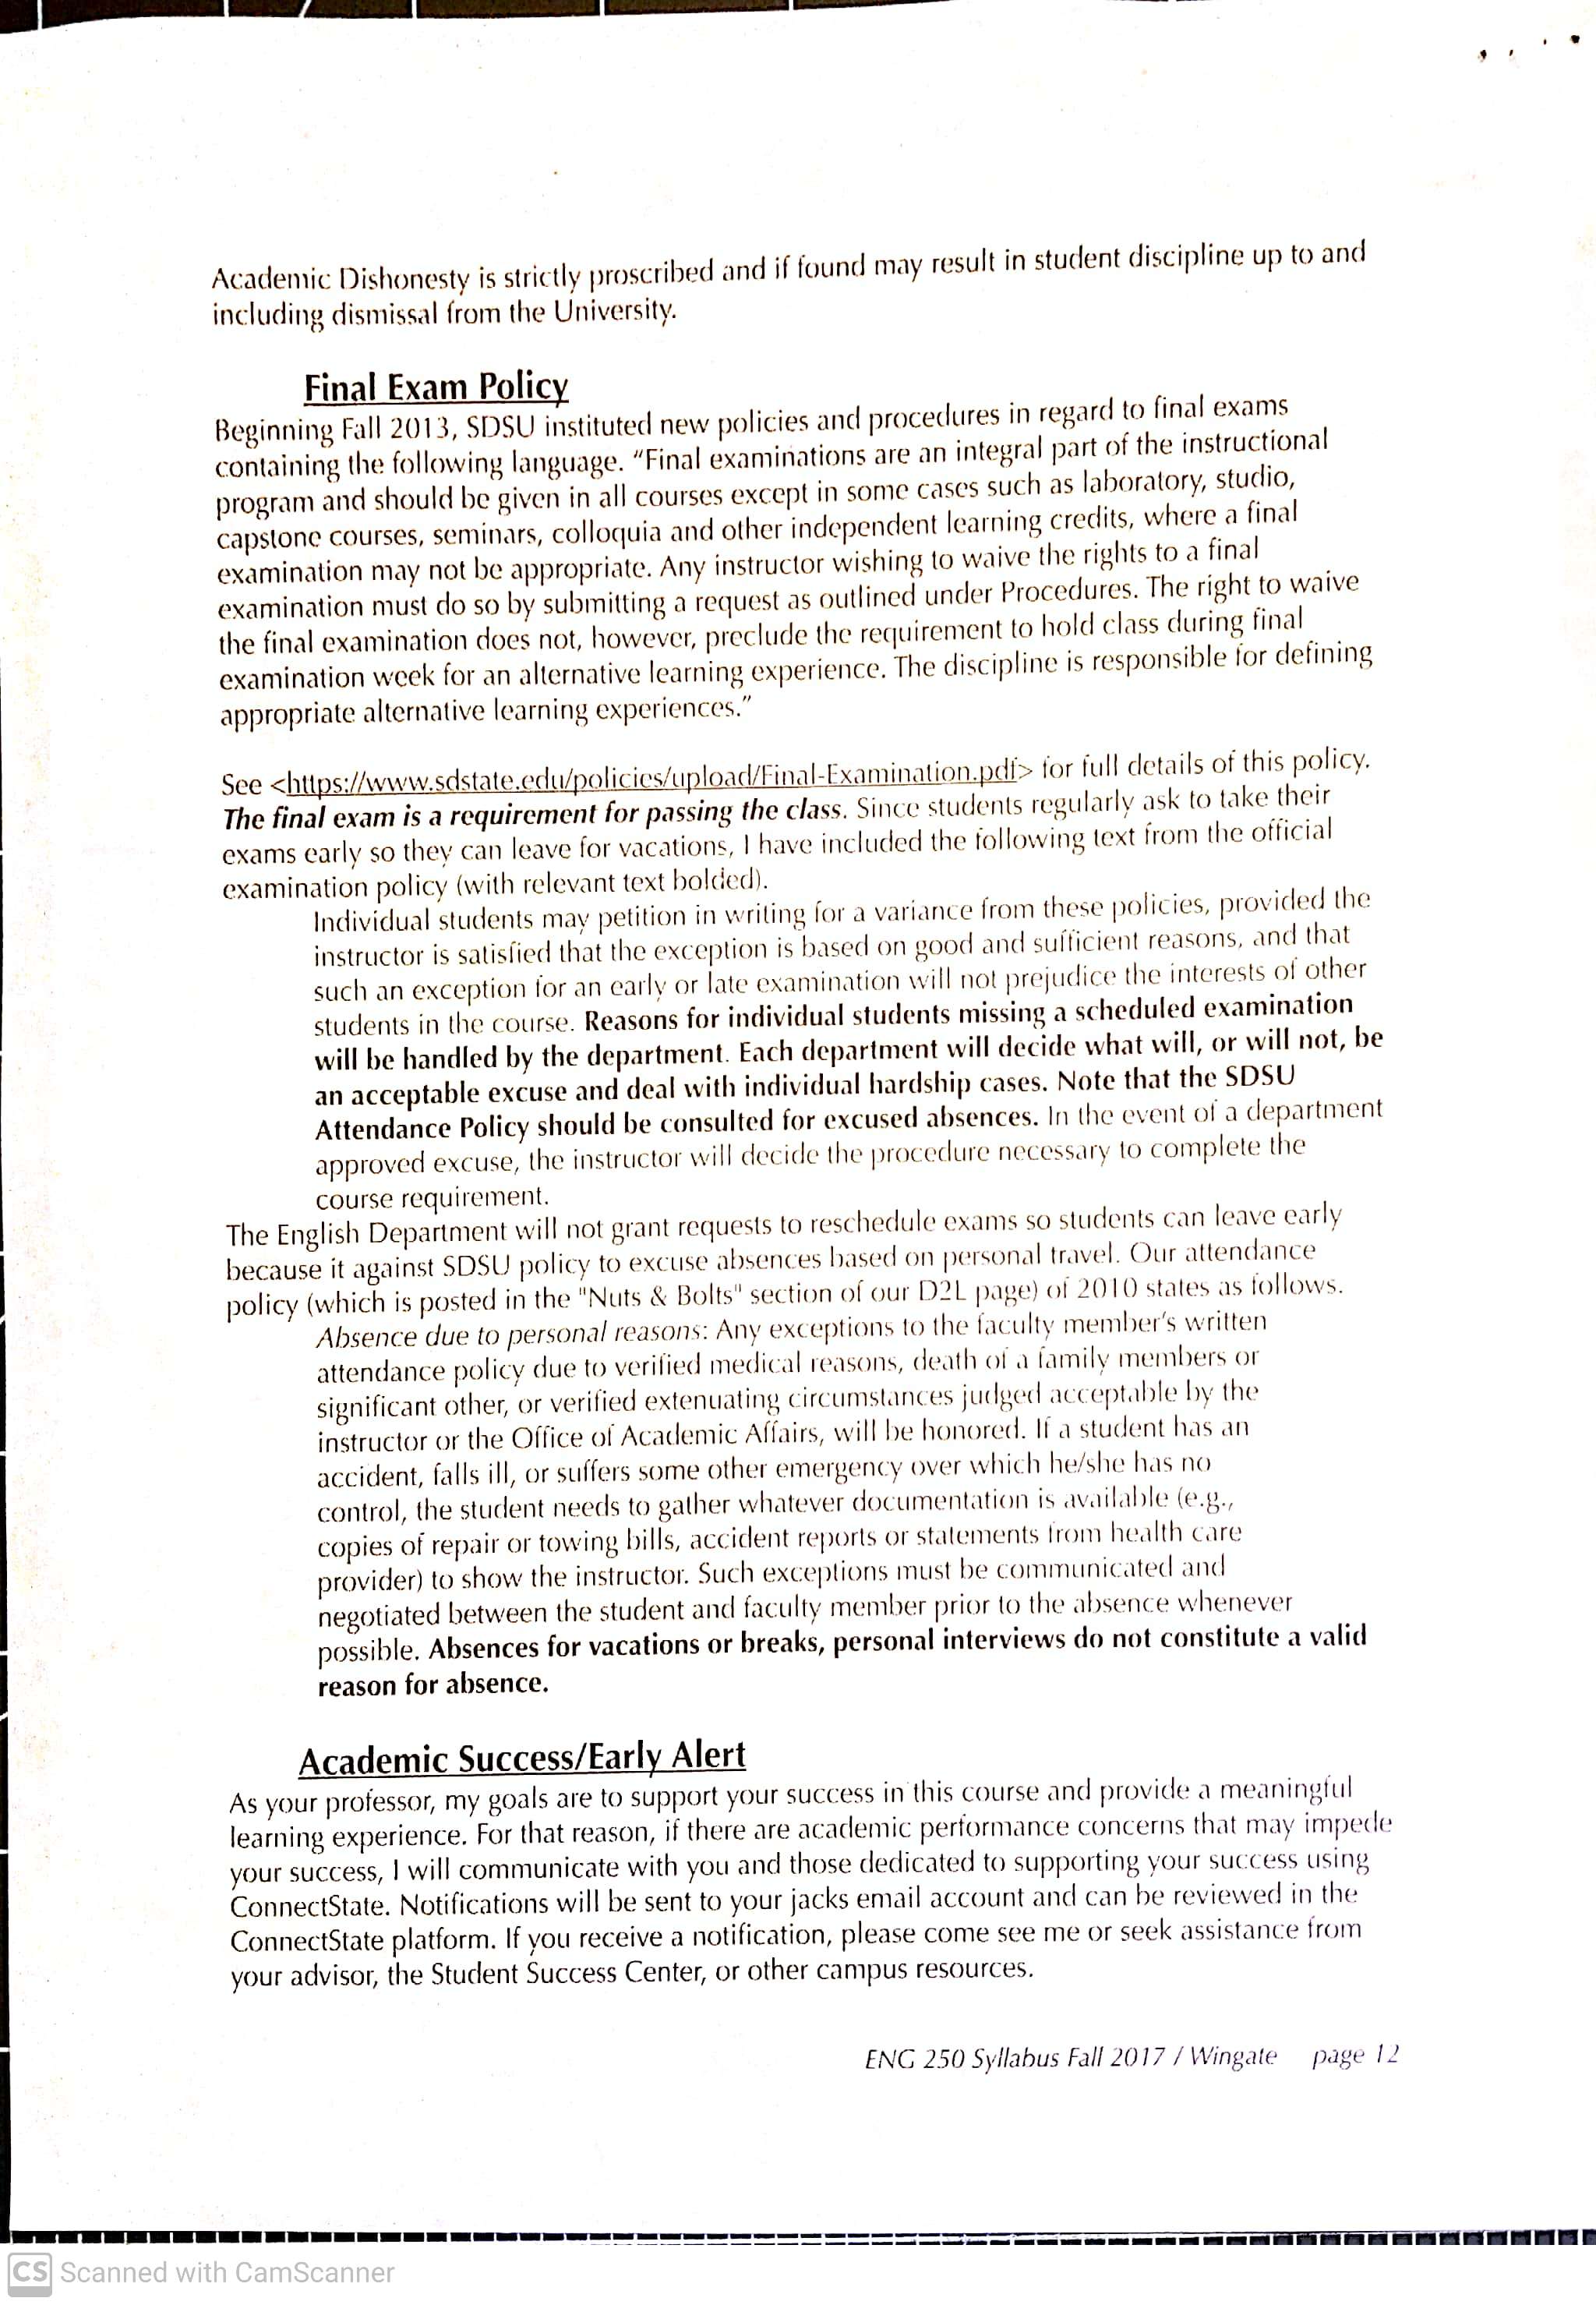 Academic Dishonesty is strictly proscribed and if found may result in student discipline up to and
including dismissal from the University.
Final Exam Policy
Beginning Fall 2013, SDSU instituted new policies and procedures in regard to final exams
containing the following language. “Final examinations are an integral part of the instructional
program and should be given in all courses except in some cases such as laboratory, studio,
capstone courses, seminars, colloquia and other independent learning credits, where a final
examination may not be appropriate. Any instructor wishing to waive the rights to a final
examination must do so by submitting a request as outlined under Procedures. The right to waive
the final examination does not, however, preclude the requirement to hold class during final
examination week for an alternative learning experience. The discipline is responsible for defining
appropriate alternative learning experiences.”
See <https://www.sdstate.edu/policies/upload/Final-Examination.pdf> for full details of this policy.
The final exam is a requirement for passing the class. Since students regularly ask to take their
exams early so they can leave for vacations, I have included the following text from the official
examination policy (with relevant text bolded).
Individual students may petition in writing for a variance from these policies, provided the
instructor is satisfied that the exception is based on good and sufficient reasons, and that
such an exception for an early or late examination will not prejudice the interests of other
students in the course. Reasons for individual students missing a scheduled examination
will be handled by the department. Each department will decide what will, or will not, be
an acceptable excuse and deal with individual hardship cases. Note that the SDSU
Attendance Policy should be consulted for excused absences. In the event of a department
approved excuse, the instructor will decide the procedure necessary to complete the
course requirement.
The English Department will not grant requests to reschedule exams so students can leave early
because it against SDSU policy to excuse absences based on personal travel. Our attendance
policy (which is posted in the "Nuts & Bolts" section of our D2L page) of 2010 states as follows.
Absence due to personal reasons: Any exceptions to the faculty member’s written
attendance policy due to verified medical reasons, death of a family members or
significant other, or verified extenuating circumstances judged acceptable by the
instructor or the Office of Academic Affairs, will be honored. If a student has an
accident, falls ill, or suffers some other emergency over which he/she has no
control, the student needs to gather whatever documentation is available (e.g.,
copies of repair or towing bills, accident reports or statements from health care
provider) to show the instructor. Such exceptions must be communicated and
negotiated between the student and faculty member prior to the absence whenever
possible. Absences for vacations or breaks, personal interviews do not constitute a valid
reason for absence.
Academic Success/Early Alert
As your professor, my goals are to support your success in this course and provide a meaningful
learning experience. For that reason, if there are academic performance concerns that may impede
your success, I will communicate with you and those dedicated to supporting your success using
ConnectState. Notifications will be sent to your jacks email account and can be reviewed in the
ConnectState platform. If you receive a notification, please come see me or seek assistance from
your advisor, the Student Success Center, or other campus resources.
ENG 250 Syllabus Fall 2017 / Wingate page 12
CS Scanned with CamScanner